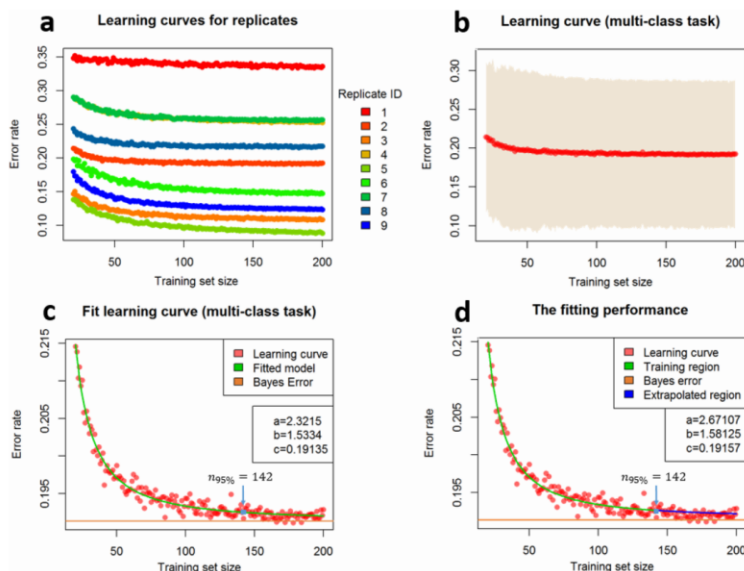 a
Learning curves for replicates
Error rate
0.35
0.30
0.25
0.20
0.15
0.10
50
100
150
200
Training set size
Replicate ID
1
2
3
4
5
6
7
8
9
b
Learning curve (multi-class task)
Error rate
0.30
0.25
0.20
0.15
0.10
50
100
150
200
Training set size
c
Fit learning curve (multi-class task)
Error rate
0.215
0.205
0.195
Learning curve
Fitted model
Bayes Error
a=2.3215
b=1.5334
c=0.19135
n95% = 142
50
100
150
200
Training set size
d
The fitting performance
Error rate
0.215
0.205
0.195
Learning curve
Training region
Bayes error
Extrapolated region
a=2.67107
b=1.58125
c=0.19157
n95% = 142
50
100
150
200
Training set size